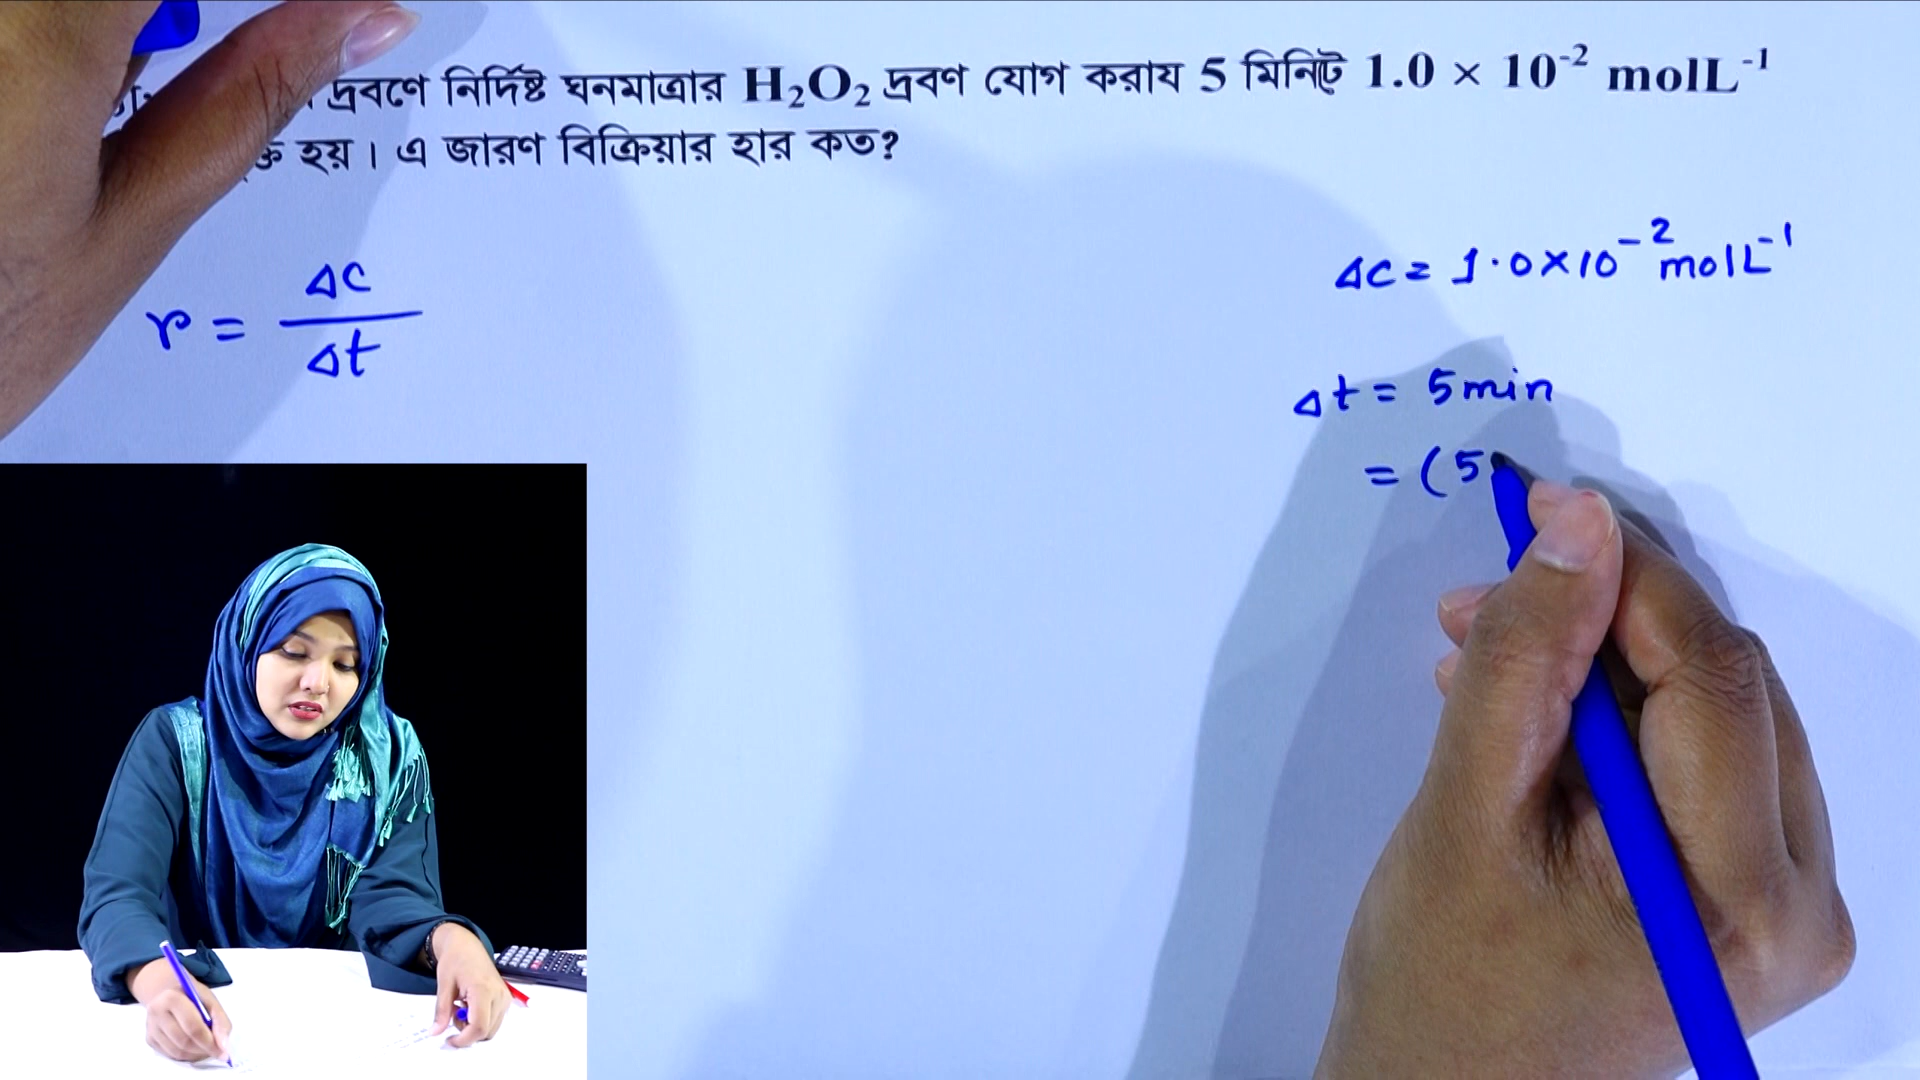 দ্রবণে নির্দিষ্ট ঘনমাত্রার H₂O₂ দ্রবণ যোগ করায 5 মিনিটে 1.0 × 10⁻² molL⁻¹
হয়। এ জারণ বিক্রিয়ার হার কত?
r = Δc / Δt
Δc = 1.0×10⁻² molL⁻¹
Δt = 5min
= (5